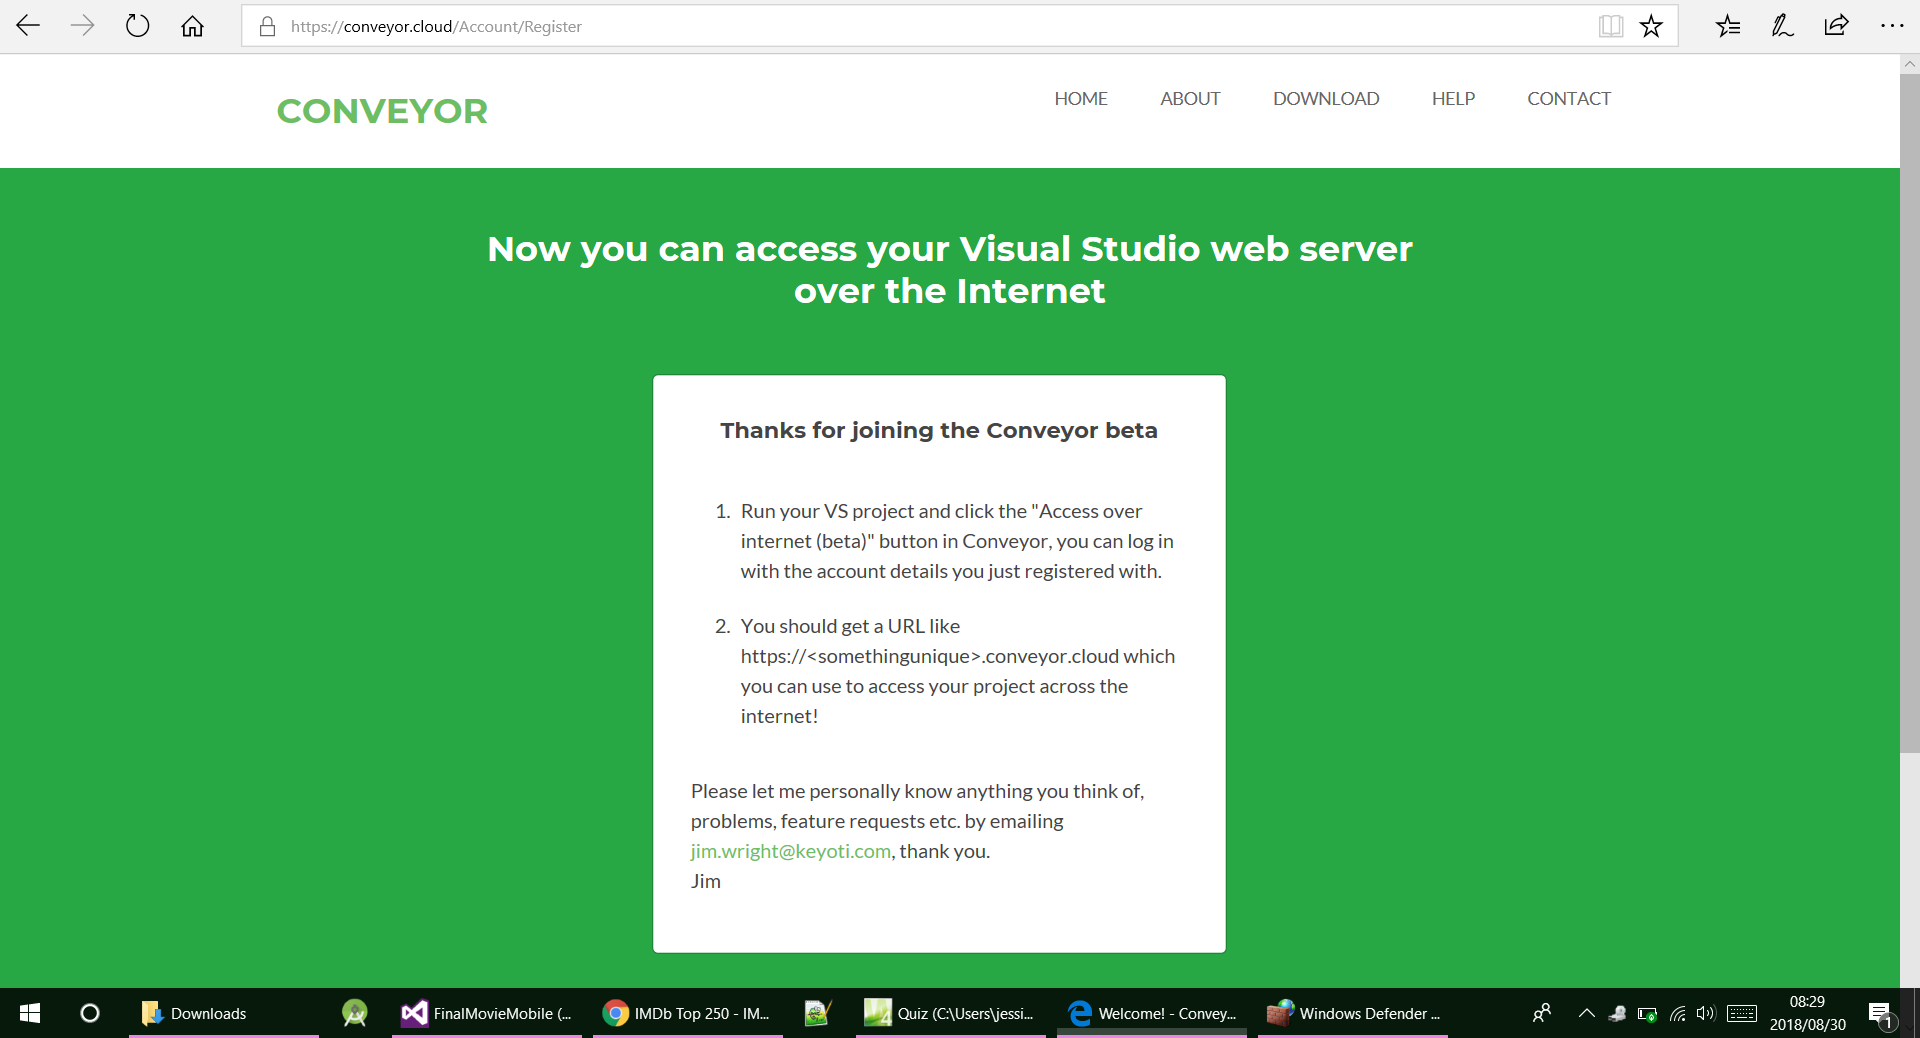 https://conveyor.cloud/Account/Register
CONVEYOR
HOME ABOUT DOWNLOAD HELP CONTACT
Now you can access your Visual Studio web server
over the Internet
Thanks for joining the Conveyor beta
1. Run your VS project and click the "Access over
internet (beta)" button in Conveyor, you can log in
with the account details you just registered with.
2. You should get a URL like
https://<somethingunique>.conveyor.cloud which
you can use to access your project across the
internet!
Please let me personally know anything you think of,
problems, feature requests etc. by emailing
jim.wright@keyoti.com, thank you.
Jim
Downloads
FinalMovieMobile (...
IMDb Top 250 - IM...
Quiz (C:\Users\jessi...
Welcome! - Convey...
Windows Defender ...
08:29
2018/08/30
1